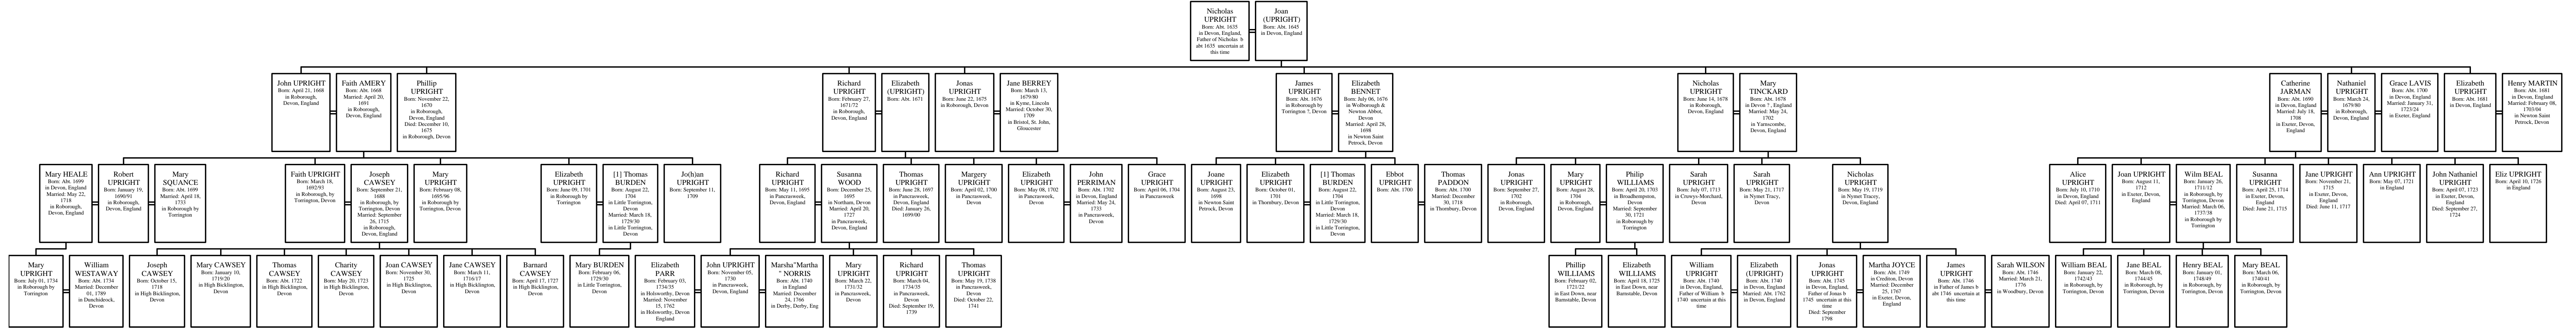 Nicholas
UPRIGHT
Born: Abt. 1635
in Devon, England,
Father of Nicholas b
abt 1635 uncertain at
this time
Joan
(UPRIGHT)
Born: Abt. 1645
in Devon, England
John UPRIGHT
Born: April 21, 1668
in Roborough,
Devon, England
Faith AMERY
Born: Abt. 1668
Married: April 20,
1691
in Roborough,
Devon, England
Phillip
UPRIGHT
Born: November 22,
1670
in Roborough,
Devon, England
Died: December 10,
1675
in Roborough, Devon
Richard
UPRIGHT
Born: February 27,
1671/72
in Roborough,
Devon, England
Elizabeth
(UPRIGHT)
Born: Abt. 1671
Jonas
UPRIGHT
Born: June 22, 1675
in Roborough, Devon
Jane BERREY
Born: March 13,
1679/80
in Kyme, Lincoln
Married: October 30,
1709
in Bristol, St. John,
Gloucester
James
UPRIGHT
Born: Abt. 1676
in Roborough by
Torrington ?, Devon
Elizabeth
BENNET
Born: July 06, 1676
in Wolborough &
Newton Abbot,
Devon
Married: April 28,
1698
in Newton Saint
Petrock, Devon
Nicholas
UPRIGHT
Born: June 14, 1678
in Roborough,
Devon, England
Mary
TINCKARD
Born: Abt. 1678
in Devon ? , England
Married: May 24,
1702
in Yarnscombe,
Devon, England
Catherine
JARMAN
Born: Abt. 1690
in Devon, England
Married: July 18,
1708
in Exeter, Devon,
England
Nathaniel
UPRIGHT
Born: March 24,
1679/80
in Roborough,
Devon, England
Grace LAVIS
Born: Abt. 1700
in Devon, England
Married: January 31,
1723/24
in Exeter, England
Elizabeth
UPRIGHT
Born: Abt. 1681
in Devon, England
Henry MARTIN
Born: Abt. 1681
in Devon, England
Married: February 08,
1703/04
in Newton Saint
Petrock, Devon
Mary HEALE
Born: Abt. 1699
in Devon, England
Married: May 22,
1718
in Roborough,
Devon, England
Robert
UPRIGHT
Born: January 19,
1690/91
in Roborough,
Devon, England
Mary
SQUANCE
Born: Abt. 1699
Married: April 18,
1733
in Roborough by
Torrington
Faith UPRIGHT
Born: March 18,
1692/93
in Roborough, by
Torrington, Devon
Joseph
CAWSEY
Born: September 21,
1688
in Roborough, by
Torrington, Devon
Married: September
26, 1715
in Roborough,
Devon, England
Mary
UPRIGHT
Born: February 08,
1695/96
in Roborough by
Torrington, Devon
Elizabeth
UPRIGHT
Born: June 09, 1701
in Roborough by
Torrington
[1] Thomas
BURDEN
Born: August 22,
1704
in Little Torrington,
Devon
Married: March 18,
1729/30
in Little Torrington,
Devon
Jo(h)an
UPRIGHT
Born: September 11,
1709
Richard
UPRIGHT
Born: May 11, 1695
in Pancrasweek,
Devon, England
Susanna
WOOD
Born: December 25,
1695
in Northam, Devon
Married: April 20,
1727
in Pancrasweek,
Devon, England
Thomas
UPRIGHT
Born: June 28, 1697
in Pancrasweek,
Devon, England
Died: January 26,
1699/00
Margery
UPRIGHT
Born: April 02, 1700
in Pancrasweek,
Devon
Elizabeth
UPRIGHT
Born: May 08, 1702
in Pancrasweek,
Devon
John
PERRIMAN
Born: Abt. 1702
in Devon, England
Married: May 24,
1733
in Pancrasweek,
Devon
Grace
UPRIGHT
Born: April 06, 1704
in Pancrasweek
Joane
UPRIGHT
Born: August 23,
1698
in Newton Saint
Petrock, Devon
Elizabeth
UPRIGHT
Born: October 01,
1700
in Thornbury, Devon
[1] Thomas
BURDEN
Born: August 22,
1704
in Little Torrington,
Devon
Married: March 18,
1729/30
in Little Torrington,
Devon
Ebbot
UPRIGHT
Born: Abt. 1700
Thomas
PADDON
Born: Abt. 1700
Married: December
30, 1718
in Thornbury, Devon
Jonas
UPRIGHT
Born: September 27,
1702
in Roborough,
Devon, England
Mary
UPRIGHT
Born: August 28,
1704
in Roborough,
Devon, England
Philip
WILLIAMS
Born: April 20, 1703
in Broadhempston,
Devon
Married: September
30, 1721
in Roborough by
Torrington
Sarah
UPRIGHT
Born: July 07, 1713
in Cruwys-Morchard,
Devon
Sarah
UPRIGHT
Born: May 21, 1717
in Nymet Tracy,
Devon
Nicholas
UPRIGHT
Born: May 19, 1719
in Nymet Tracey,
Devon, England
Alice
UPRIGHT
Born: July 10, 1710
in Devon, England
Died: April 07, 1711
Joan UPRIGHT
Born: August 11,
1712
in Exeter, Devon,
England
Wilm BEAL
Born: January 26,
1711/12
in Roborough, by
Torrington, Devon
Married: March 06,
1737/38
in Roborough by
Torrington
Susanna
UPRIGHT
Born: April 25, 1714
in Exeter, Devon,
England
Died: June 21, 1715
Jane UPRIGHT
Born: November 21,
1715
in Exeter, Devon,
England
Died: June 11, 1717
Ann UPRIGHT
Born: May 07, 1721
in England
John Nathaniel
UPRIGHT
Born: April 07, 1723
in Devon, England
Died: September 27,
1724
Eliz UPRIGHT
Born: April 10, 1726
in England
Mary
UPRIGHT
Born: July 01, 1734
in Roborough by
Torrington
William
WESTAWAY
Born: Abt. 1734
Married: December
01, 1789
in Dunchideock,
Devon
Joseph
CAWSEY
Born: October 15,
1718
in High Bicklington,
Devon
Mary CAWSEY
Born: January 10,
1719/20
in High Bicklington,
Devon
Thomas
CAWSEY
Born: Abt. 1722
in High Bicklington,
Devon
Charity
CAWSEY
Born: May 20, 1723
in High Bicklington,
Devon
Joan CAWSEY
Born: November 30,
1725
in High Bicklington,
Devon
Jane CAWSEY
Born: March 11,
1716/17
in High Bicklington,
Devon
Barnard
CAWSEY
Born: April 17, 1727
in High Bicklington,
Devon
Mary BURDEN
Born: February 06,
1729/30
in Little Torrington,
Devon
Elizabeth
PARR
Born: February 03,
1734/35
in Holsworthy, Devon
Married: November
15, 1762
in Holsworthy, Devon
England
John UPRIGHT
Born: November 05,
1730
in Pancrasweek,
Devon, England
Marsha"Martha
" NORRIS
Born: Abt. 1740
in England
Married: December
24, 1766
in Derby, Derby, Eng
Mary
UPRIGHT
Born: March 22,
1731/32
in Pancrasweek,
Devon
Richard
UPRIGHT
Born: March 04,
1734/35
in Pancrasweek,
Devon
Died: September 19,
1739
Thomas
UPRIGHT
Born: May 19, 1738
in Pancrasweek,
Devon
Died: October 22,
1741
Phillip
WILLIAMS
Born: February 02,
1721/22
in East Down, near
Barnstable, Devon
Elizabeth
WILLIAMS
Born: April 18, 1725
in East Down, near
Barnstable, Devon
William
UPRIGHT
Born: Abt. 1740
in Devon, England,
Father of William b
1740 uncertain at this
time
Elizabeth
(UPRIGHT)
Born: Abt. 1740
in Devon, England
Married: Abt. 1762
in Devon, England
Jonas
UPRIGHT
Born: Abt. 1745
in Devon, England,
Father of Jonas b
1745 uncertain at this
time
Died: September
1798
Martha JOYCE
Born: Abt. 1749
in Crediton, Devon
Married: December
25, 1767
in Exeter, Devon,
England
James
UPRIGHT
Born: Abt. 1746
in Father of James b
abt 1746 uncertain at
this time
Sarah WILSON
Born: Abt. 1746
Married: March 21,
1776
in Woodbury, Devon
William BEAL
Born: January 22,
1742/43
in Roborough, by
Torrington, Devon
Jane BEAL
Born: March 08,
1744/45
in Roborough, by
Torrington, Devon
Henry BEAL
Born: January 01,
1748/49
in Roborough, by
Torrington, Devon
Mary BEAL
Born: March 06,
1740/41
in Roborough, by
Torrington, Devon